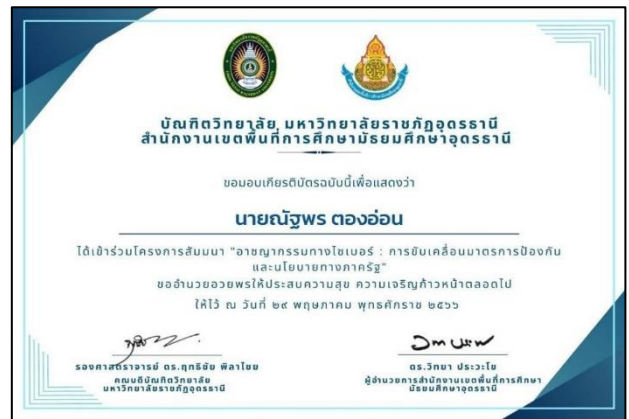 บัณฑิตวิทยาลัย มหาวิทยาลัยราชภัฏอุดรธานี
สำนักงานเขตพื้นที่การศึกษามัธยมศึกษาอุดรธานี
ขอมอบเกียรติบัตรฉบับนี้เพื่อแสดงว่า
นายณัฐพร ตองอ่อน
ได้เข้าร่วมโครงการสัมมนา "อาชญากรรมทางไซเบอร์ : การขับเคลื่อนมาตรการป้องกัน
และนโยบายทางภาครัฐ"
ขออำนวยอวยพรให้ประสบความสุข ความเจริญก้าวหน้าตลอดไป
ให้ไว้ ณ วันที่ ๒๙ พฤษภาคม พุทธศักราช ๒๕๖๖
รองศาสตราจารย์ ดร.ฤทธิชัย พิลาไชย
คณบดีบัณฑิตวิทยาลัย
มหาวิทยาลัยราชภัฏอุดรธานี
ดร.วิทยา ประวะโข
ผู้อำนวยการสำนักงานเขตพื้นที่การศึกษา
มัธยมศึกษาอุดรธานี